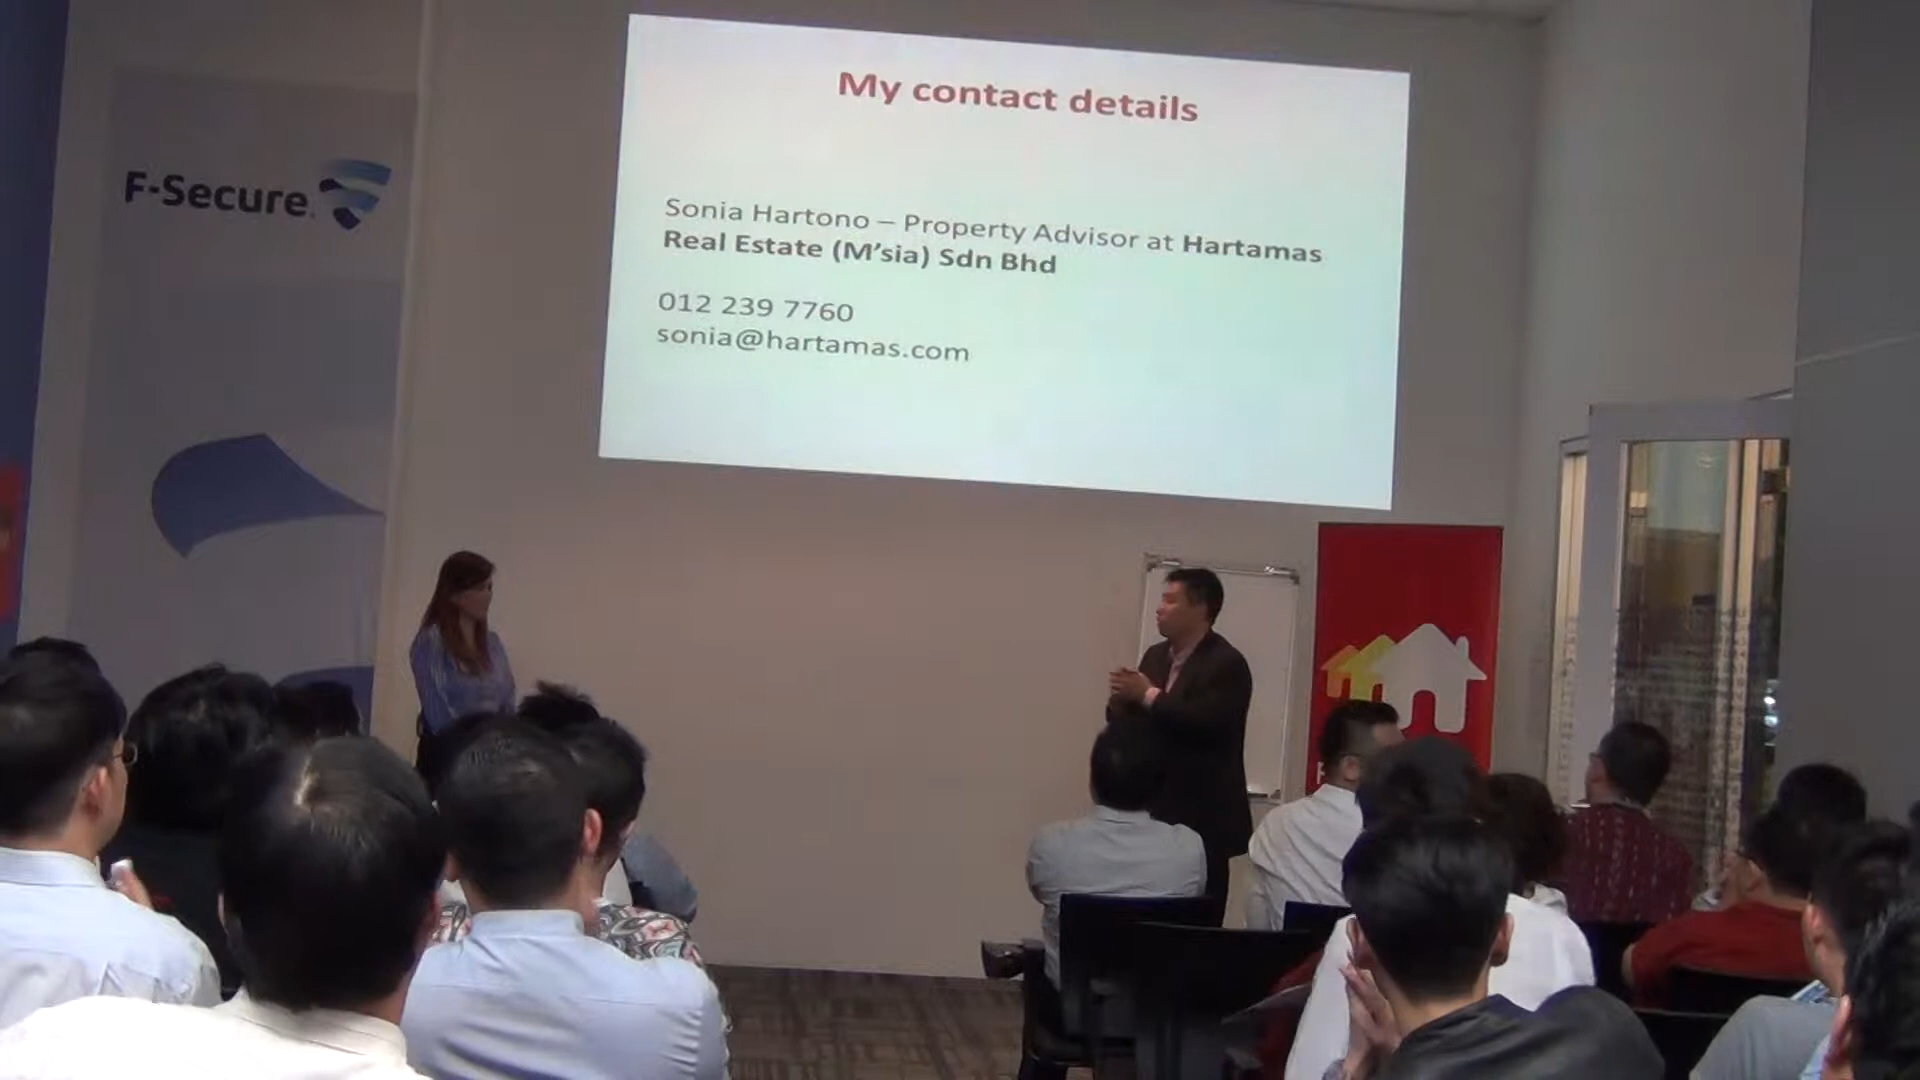 F-Secure.
My contact details
Sonia Hartono – Property Advisor at Hartamas
Real Estate (M'sia) Sdn Bhd
012 239 7760
sonia@hartamas.com